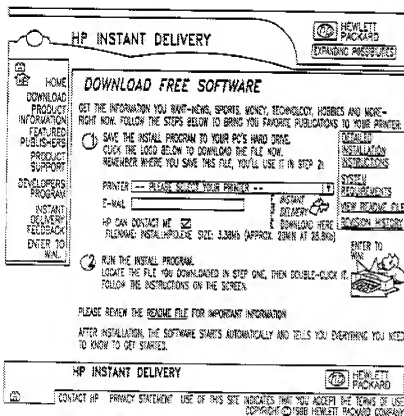 HP INSTANT DELIVERY
HEWLETT
PACKARD
EXPANDING POSSIBILITIES
HOME
DOWNLOAD
PRODUCT
INFORMATION
FEATURED
PUBLISHERS
PRODUCT
SUPPORT
DEVELOPERS
PROGRAM
INSTANT
DELIVERY
FEEDBACK
ENTER TO
WIN...
DOWNLOAD FREE SOFTWARE
GET THE INFORMATION YOU WANT-NEWS, SPORTS, MONEY, TECHNOLOGY, HOBBIES AND MORE-
RIGHT NOW. FOLLOW THE STEPS BELOW TO BRING YOU FAVORITE PUBLICATIONS TO YOUR PRINTER.
1 SAVE THE INSTALL PROGRAM TO YOUR PC'S HARD DRIVE.
CLICK THE LOGO BELOW TO DOWNLOAD THE FILE NOW.
REMEMBER WHERE YOU SAVE THIS FILE, YOU'LL USE IT IN STEP 2!
PRINTER -- PLEASE SELECT YOUR PRINTER --
E-MAIL
INSTANT
DELIVERY
DOWNLOAD HERE
HP CAN CONTACT ME
FILENAME: INSTALLHPID.EXE SIZE: 3.38Mb (APPROX. 20MIN AT 28.8Kb)
DETAILED
INSTALLATION
INSTRUCTIONS
SYSTEM
REQUIREMENTS
VIEW README FILE
REVISION HISTORY
2 RUN THE INSTALL PROGRAM.
LOCATE THE FILE YOU DOWNLOADED IN STEP ONE, THEN DOUBLE-CLICK IT.
FOLLOW THE INSTRUCTIONS ON THE SCREEN.
ENTER TO
WIN
PLEASE REVIEW THE README FILE FOR IMPORTANT INFORMATION
AFTER INSTALLATION, THE SOFTWARE STARTS AUTOMATICALLY AND TELLS YOU EVERYTHING YOU NEED
TO KNOW TO GET STARTED.
HP INSTANT DELIVERY
HEWLETT
PACKARD
CONTACT HP PRIVACY STATEMENT USE OF THIS SITE INDICATES THAT YOU ACCEPT THE TERMS OF USE
COPYRIGHT © 1998 HEWLETT PACKARD COMPANY